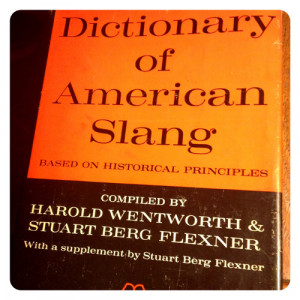 Dictionary
of
American
Slang
BASED ON HISTORICAL PRINCIPLES
COMPILED BY
HAROLD WENTWORTH &
STUART BERG FLEXNER
With a supplement by Stuart Berg Flexner